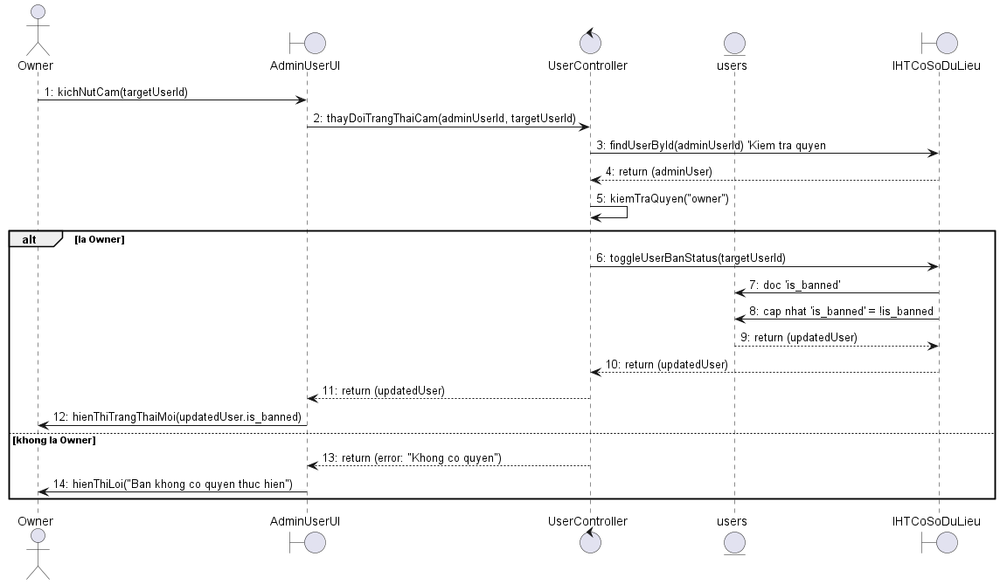 Owner
AdminUserUI
UserController
users
IHTCoSoDuLieu
1: kichNutCam(targetUserId)
2: thayDoiTrangThaiCam(adminUserId, targetUserId)
3: findUserById(adminUserId) 'Kiem tra quyen
4: return (adminUser)
5: kiemTraQuyen("owner")
alt [la Owner]
6: toggleUserBanStatus(targetUserId)
7: doc 'is_banned'
8: cap nhat 'is_banned' = !is_banned
9: return (updatedUser)
10: return (updatedUser)
11: return (updatedUser)
12: hienThiTrangThaiMoi(updatedUser.is_banned)
[khong la Owner]
13: return (error: "Khong co quyen")
14: hienThiLoi("Ban khong co quyen thuc hien")
Owner
AdminUserUI
UserController
users
IHTCoSoDuLieu